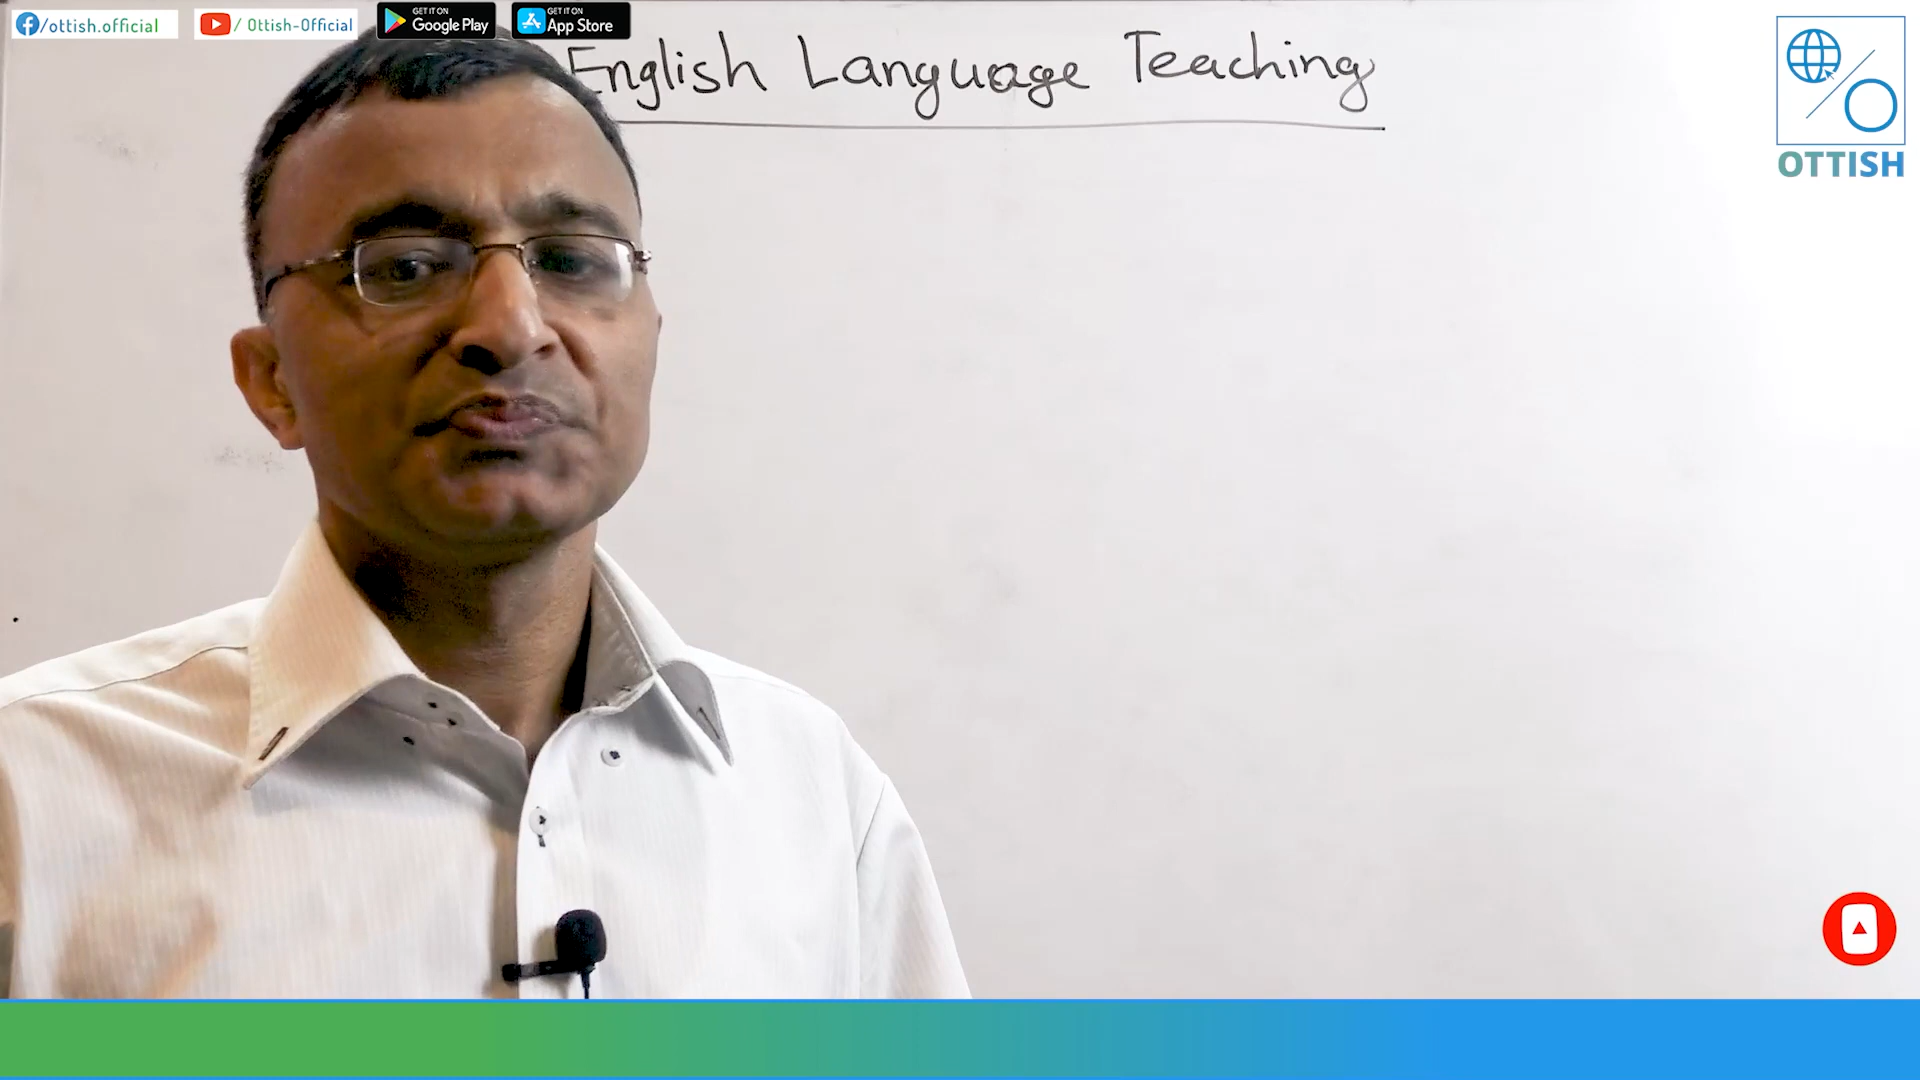 /ottish.official
/ Ottish-Official
GET IT ON
Google Play
GET IT ON
App Store
English Language Teaching
OTTISH